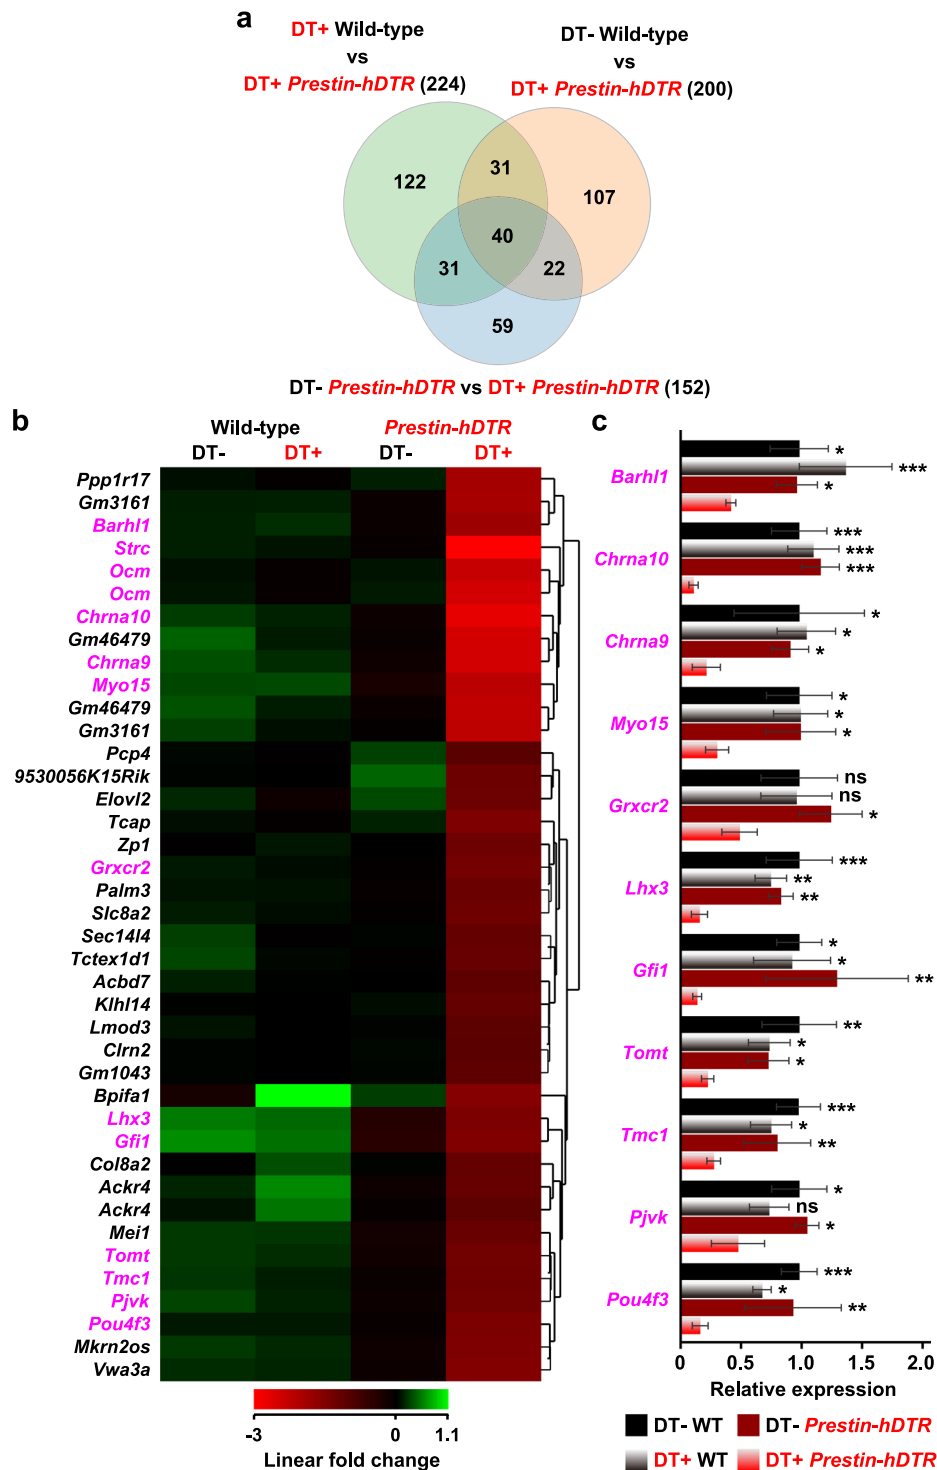 a
DT+ Wild-type
vs
DT+ Prestin-hDTR (224)
DT- Wild-type
vs
DT+ Prestin-hDTR (200)
122
31
107
40
31
22
59
DT- Prestin-hDTR vs DT+ Prestin-hDTR (152)
b
Wild-type
Prestin-hDTR
DT-
DT+
DT-
DT+
Ppp1r17
Gm3161
Barhl1
Strc
Ocm
Ocm
Chrna10
Gm46479
Chrna9
Myo15
Gm46479
Gm3161
Pcp4
9530056K15Rik
Elovl2
Tcap
Zp1
Grxcr2
Palm3
Slc8a2
Sec14l4
Tctex1d1
Acbd7
Klhl14
Lmod3
Clrn2
Gm1043
Bpifa1
Lhx3
Gfi1
Col8a2
Ackr4
Ackr4
Mei1
Tomt
Tmc1
Pjvk
Pou4f3
Mkrn2os
Vwa3a
-3
0
1.1
Linear fold change
c
Barhl1
*
***
*
Chrna10
***
***
***
Chrna9
*
*
*
Myo15
*
*
*
Grxcr2
ns
ns
*
Lhx3
***
**
**
Gfi1
*
*
**
Tomt
**
*
*
Tmc1
***
*
**
Pjvk
*
ns
*
Pou4f3
***
*
**
0
0.5
1.0
1.5
2.0
Relative expression
DT- WT
DT- Prestin-hDTR
DT+ WT
DT+ Prestin-hDTR